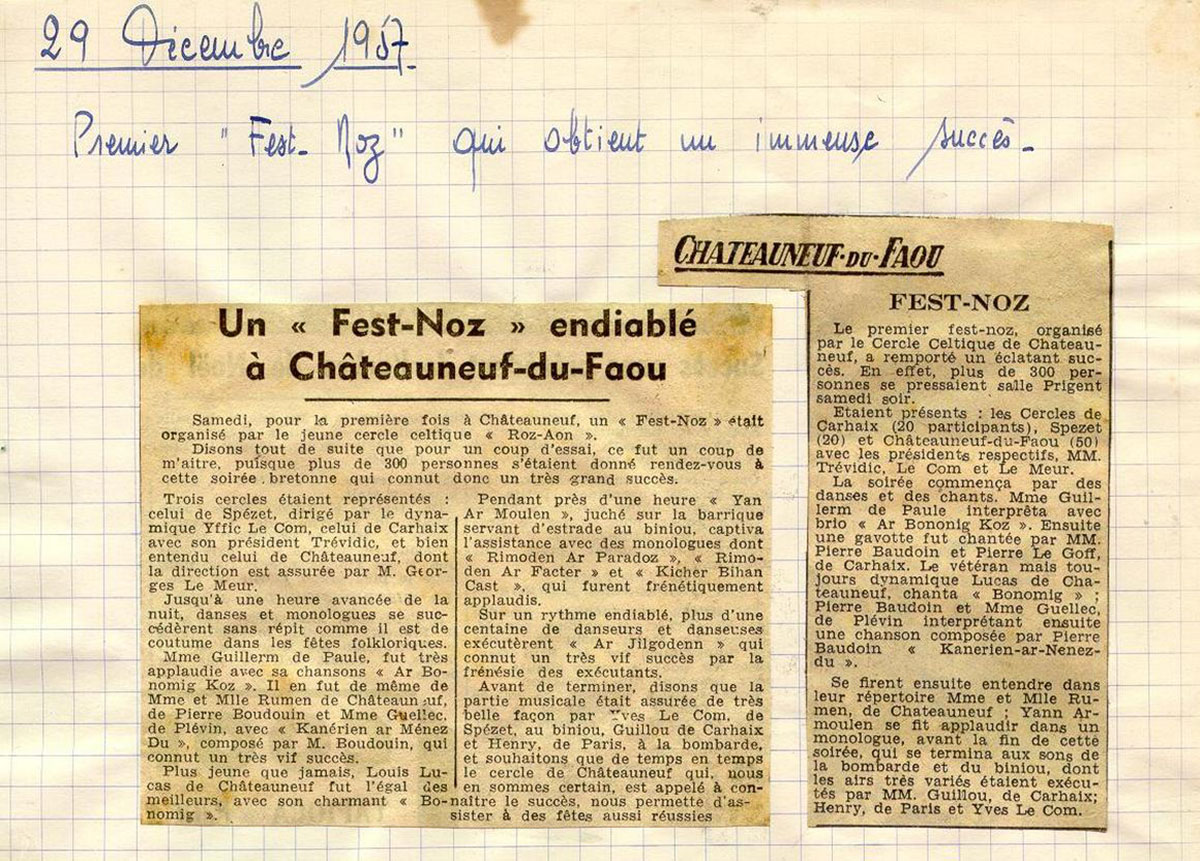 29 Décembre 1957
Premier "Fest-Noz" qui obtient un immense succès-
Un « Fest-Noz » endiablé
à Châteauneuf-du-Faou
Samedi, pour la première fois à Châteauneuf, un « Fest-Noz » était
organisé par le jeune cercle celtique « Roz-Aon ».
Disons tout de suite que pour un coup d'essai, ce fut un coup de
m'aitre, puisque plus de 300 personnes s'étaient donné rendez-vous à
cette soirée bretonne qui connut donc un très grand succès.
Trois cercles étaient représentés :
celui de Spézet, dirigé par le dyna-
mique Yffic Le Com, celui de Carhaix
avec son président Trévidic, et bien
entendu celui de Châteauneuf, dont
la direction est assurée par M. Geor-
ges Le Meur.
Jusqu'à une heure avancée de la
nuit, danses et monologues se suc-
cédèrent sans répit comme il est de
coutume dans les fêtes folkloriques.
Mme Guillerm de Paule, fut très
applaudie avec sa chansons « Ar Bo-
nomig Koz ». Il en fut de même de
Mme et Mlle Rumen de Châteauneuf,
de Pierre Boudouin et Mme Guellec,
de Plévin, avec « Kanérien ar Ménez
Du », composé par M. Boudouin, qui
connut un très vif succès.
Plus jeune que jamais, Louis Lu-
cas de Châteauneuf fut l'égal des
meilleurs, avec son charmant « Bo-
nomig ».
Pendant près d'une heure « Yan
Ar Moulen », juché sur la barrique
servant d'estrade au biniou, captiva
l'assistance avec des monologues dont
« Rimoden Ar Paradoz », « Rimo-
den Ar Facter » et « Kicher Bihan
Cast », qui furent frénétiquement
applaudis.
Sur un rythme endiablé, plus d'une
centaine de danseurs et danseuses
exécutèrent « Ar Jilgodenn » qui
connut un très vif succès par la
frénésie des exécutants.
Avant de terminer, disons que la
partie musicale était assurée de très
belle façon par Yves Le Com, de
Spézet, au biniou, Guillou de Carhaix
et Henry, de Paris, à la bombarde,
et souhaitons que de temps en temps
le cercle de Châteauneuf qui, nous
en sommes certain, est appelé à con-
naître le succès, nous permette d'as-
sister à des fêtes aussi réussies
CHATEAUNEUF-DU-FAOU
FEST-NOZ
Le premier fest-noz, organisé
par le Cercle Celtique de Chateau-
neuf, a remporté un éclatant suc-
cès. En effet, plus de 300 per-
sonnes se pressaient salle Prigent
samedi soir.
Etaient présents : les Cercles de
Carhaix (20 participants), Spezet
(20) et Châteauneuf-du-Faou (50)
avec les présidents respectifs, MM.
Trévidic, Le Com et Le Meur.
La soirée commença par des
danses et des chants. Mme Guil-
lerm de Paule interprêta avec
brio « Ar Bononig Koz ». Ensuite
une gavotte fut chantée par MM.
Pierre Baudoin et Pierre Le Goff,
de Carhaix. Le vétéran mais tou-
jours dynamique Lucas de Cha-
teauneuf, chanta « Bonomig » ;
Pierre Baudoin et Mme Guellec,
de Plévin interprétant ensuite
une chanson composée par Pierre
Baudoin « Kanerien-ar-Nenez-
du ».
Se firent ensuite entendre dans
leur répertoire Mme et Mlle Ru-
men, de Chateauneuf ; Yann Ar-
moulen se fit applaudir dans un
monologue, avant la fin de cette
soirée, qui se termina aux sons de
la bombarde et du biniou, dont
les airs très variés étaient exécu-
tés par MM. Guillou, de Carhaix;
Henry, de Paris et Yves Le Com.